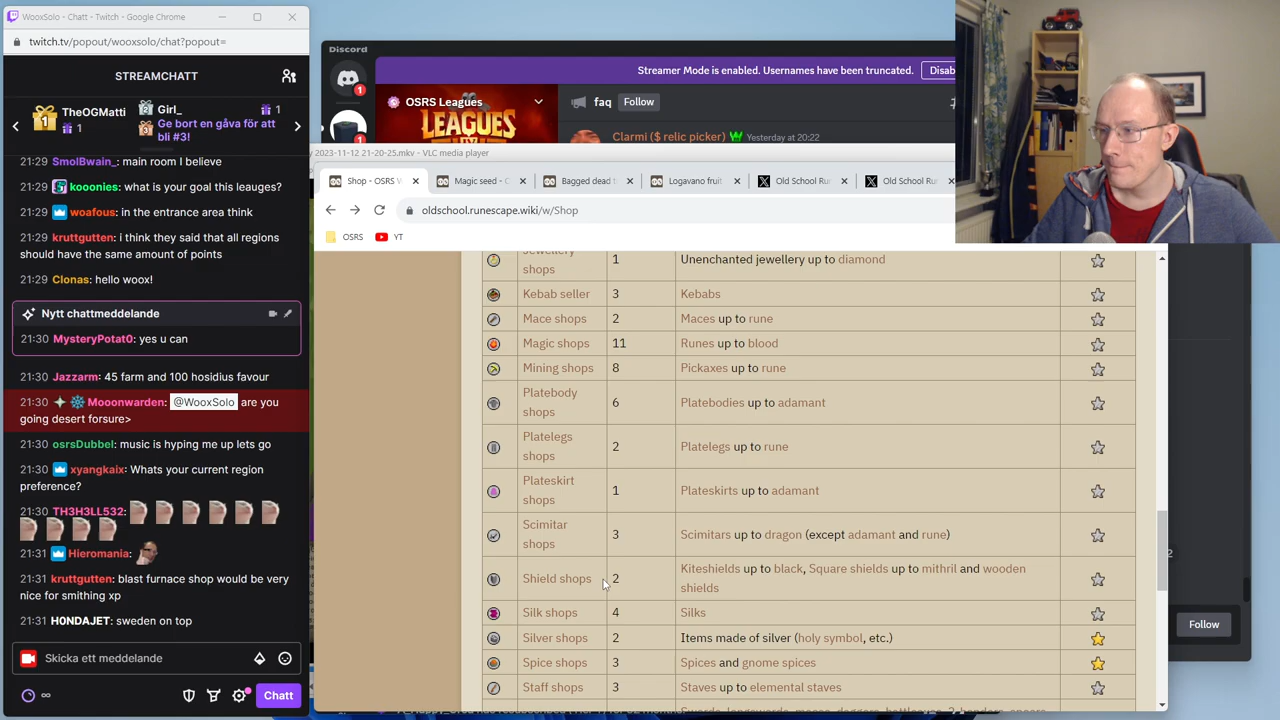 WooxSolo - Chatt - Twitch - Google Chrome
twitch.tv/popout/wooxsolo/chat?popout=
STREAMCHATT
TheOGMatti
1
Girl_
1
Ge bort en gåva för att
bli #3!
21:29 SmolBwain_: main room I believe
21:29 kooonies: what is your goal this leauges?
21:29 woafous: in the entrance area think
21:29 kruttgutten: i think they said that all regions
should have the same amount of points
21:29 Clonas: hello woox!
Nytt chattmeddelande
MysteryPotat0: yes u can
21:30 Jazzarm: 45 farm and 100 hosidius favour
21:30 Mooonwarden: @WooxSolo are you
going desert forsure>
21:30 osrsDubbel: music is hyping me up lets go
21:30 xyangkaix: Whats your current region
preference?
21:30 TH3H3LL532:
21:31 Hieromania:
21:31 kruttgutten: blast furnace shop would be very
nice for smithing xp
21:31 H0NDAJET: sweden on top
Skicka ett meddelande
Chatt
Discord
Streamer Mode is enabled. Usernames have been truncated.
Disab
OSRS Leagues
faq
Follow
LEAGUES
Clarmi ($ relic picker) Yesterday at 20:22
2023-11-12 21-20-25.mkv - VLC media player
Shop - OSRS W
Magic seed - C
Bagged dead t
Logavano fruit
Old School Run
Old School Run
oldschool.runescape.wiki/w/Shop
OSRS
YT
Jewellery
shops
1
Unenchanted jewellery up to diamond
Kebab seller 3 Kebabs
Mace shops 2 Maces up to rune
Magic shops 11 Runes up to blood
Mining shops 8 Pickaxes up to rune
Platebody
shops
6
Platebodies up to adamant
Platelegs
shops
2
Platelegs up to rune
Plateskirt
shops
1
Plateskirts up to adamant
Scimitar
shops
3
Scimitars up to dragon (except adamant and rune)
Shield shops
2
Kiteshields up to black, Square shields up to mithril and wooden
shields
Silk shops 4 Silks
Silver shops 2 Items made of silver (holy symbol, etc.)
Spice shops 3 Spices and gnome spices
Staff shops 3 Staves up to elemental staves
Follow